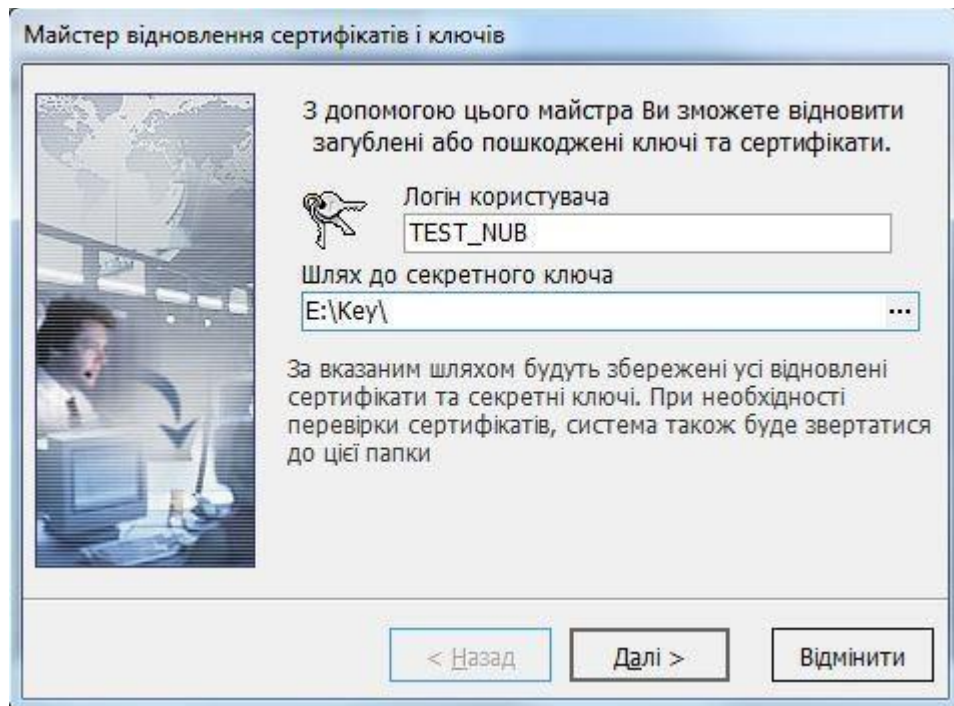 Майстер відновлення сертифікатів і ключів
З допомогою цього майстра Ви зможете відновити
загублені або пошкоджені ключі та сертифікати.
Логін користувача
TEST_NUB
Шлях до секретного ключа
E:\Key\
...
За вказаним шляхом будуть збережені усі відновлені
сертифікати та секретні ключі. При необхідності
перевірки сертифікатів, система також буде звертатися
до цієї папки
< Назад
Далі >
Відмінити